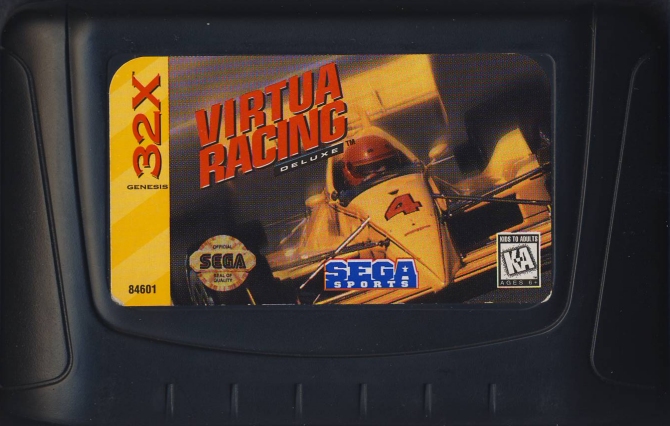 32X
GENESIS
VIRTUA
RACING
DELUXE™
4
OFFICIAL
SEGA
SEAL OF
QUALITY
SEGA
SPORTS
KIDS TO ADULTS
KA
AGES 6+
84601